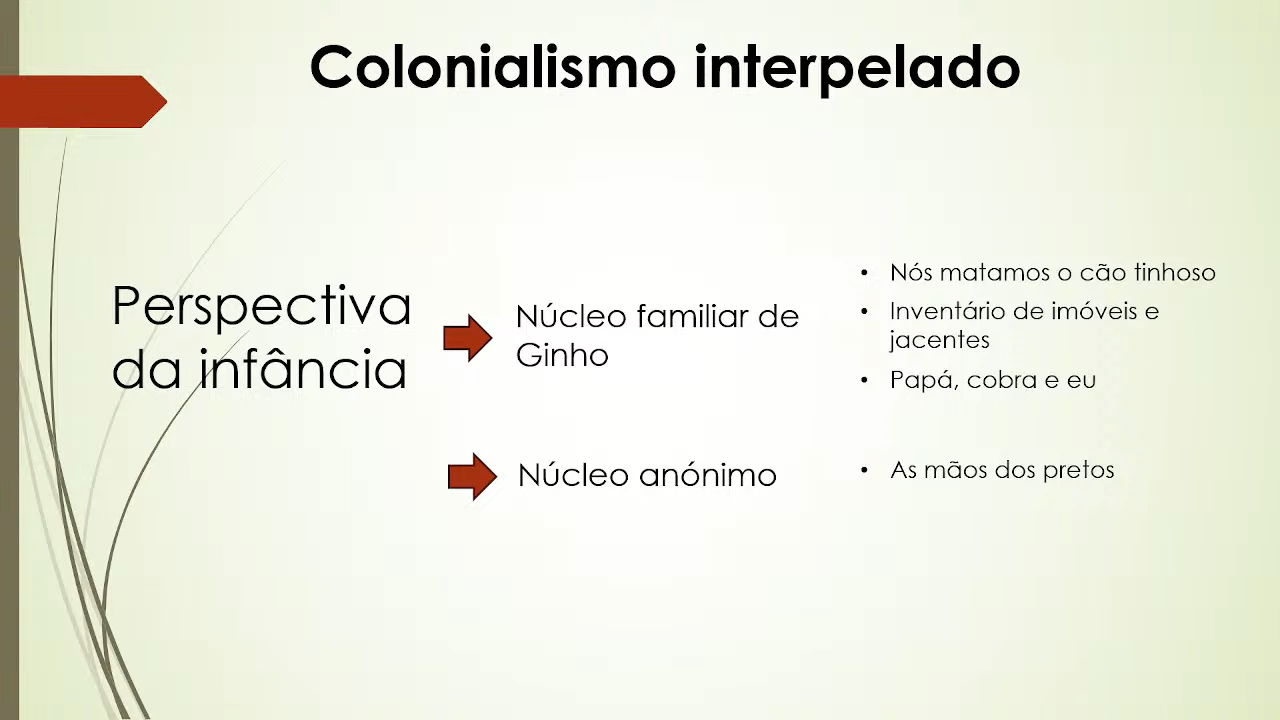 Colonialismo interpelado
Perspectiva
da infância
Núcleo familiar de
Ginho
• Nós matamos o cão tinhoso
• Inventário de imóveis e
jacentes
• Papá, cobra e eu
Núcleo anónimo
• As mãos dos pretos